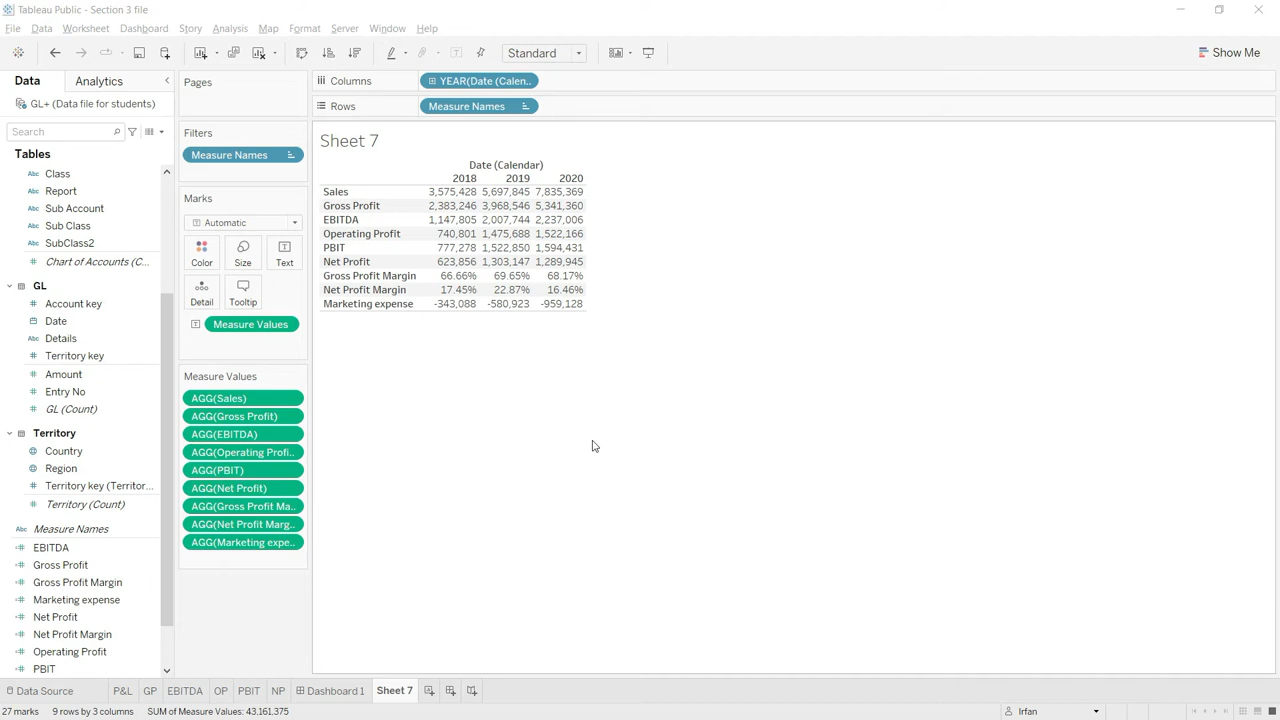 Tableau Public - Section 3 file
File Data Worksheet Dashboard Story Analysis Map Format Server Window Help
Standard
Show Me
Data Analytics
GL+ (Data file for students)
Search
Tables
Class
Report
Sub Account
Sub Class
SubClass2
Chart of Accounts (C...
GL
Account key
Date
Details
Territory key
Amount
Entry No
GL (Count)
Territory
Country
Region
Territory key (Territor...
Territory (Count)
Measure Names
EBITDA
Gross Profit
Gross Profit Margin
Marketing expense
Net Profit
Net Profit Margin
Operating Profit
PBIT
Pages
Filters
Measure Names
Marks
Automatic
Color Size Text
Detail Tooltip
Measure Values
Measure Values
AGG(Sales)
AGG(Gross Profit)
AGG(EBITDA)
AGG(Operating Profi..
AGG(PBIT)
AGG(Net Profit)
AGG(Gross Profit Ma..
AGG(Net Profit Marg..
AGG(Marketing expe..
Columns YEAR(Date (Calen..
Rows Measure Names
Sheet 7
Date (Calendar)
2018 2019 2020
Sales 3,575,428 5,697,845 7,835,369
Gross Profit 2,383,246 3,968,546 5,341,360
EBITDA 1,147,805 2,007,744 2,237,006
Operating Profit 740,801 1,475,688 1,522,166
PBIT 777,278 1,522,850 1,594,431
Net Profit 623,856 1,303,147 1,289,945
Gross Profit Margin 66.66% 69.65% 68.17%
Net Profit Margin 17.45% 22.87% 16.46%
Marketing expense -343,088 -580,923 -959,128
Data Source P&L GP EBITDA OP PBIT NP Dashboard 1 Sheet 7
27 marks 9 rows by 3 columns SUM of Measure Values: 43,161,375 Irfan